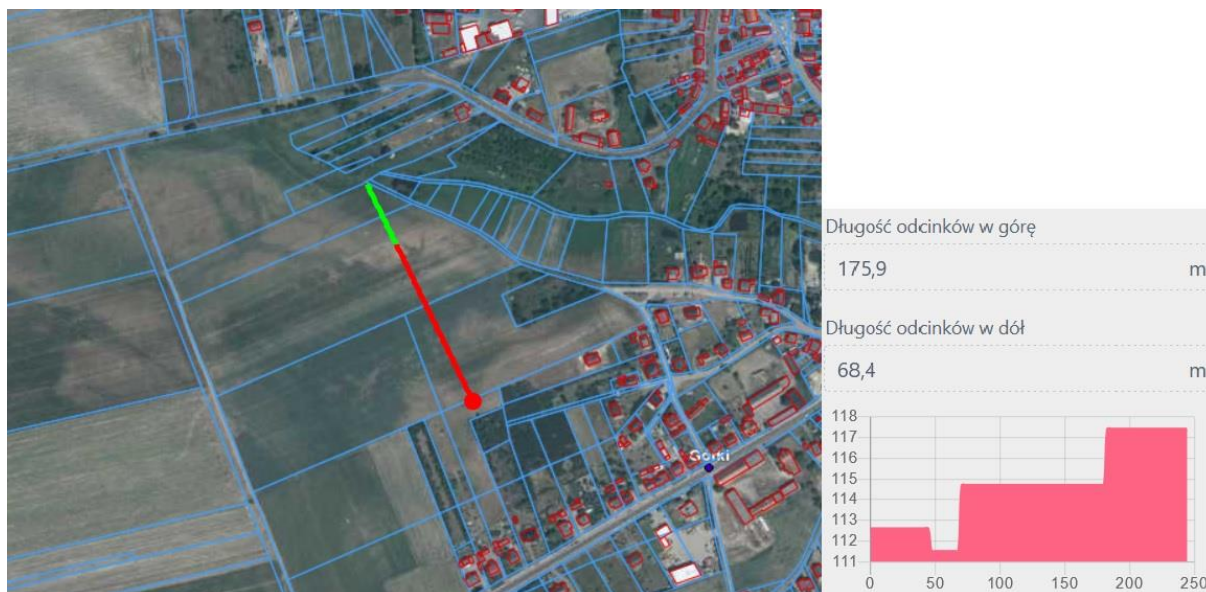 Górki
Długość odcinków w górę
175,9 m
Długość odcinków w dół
68,4 m
118
117
116
115
114
113
112
111
0 50 100 150 200 250